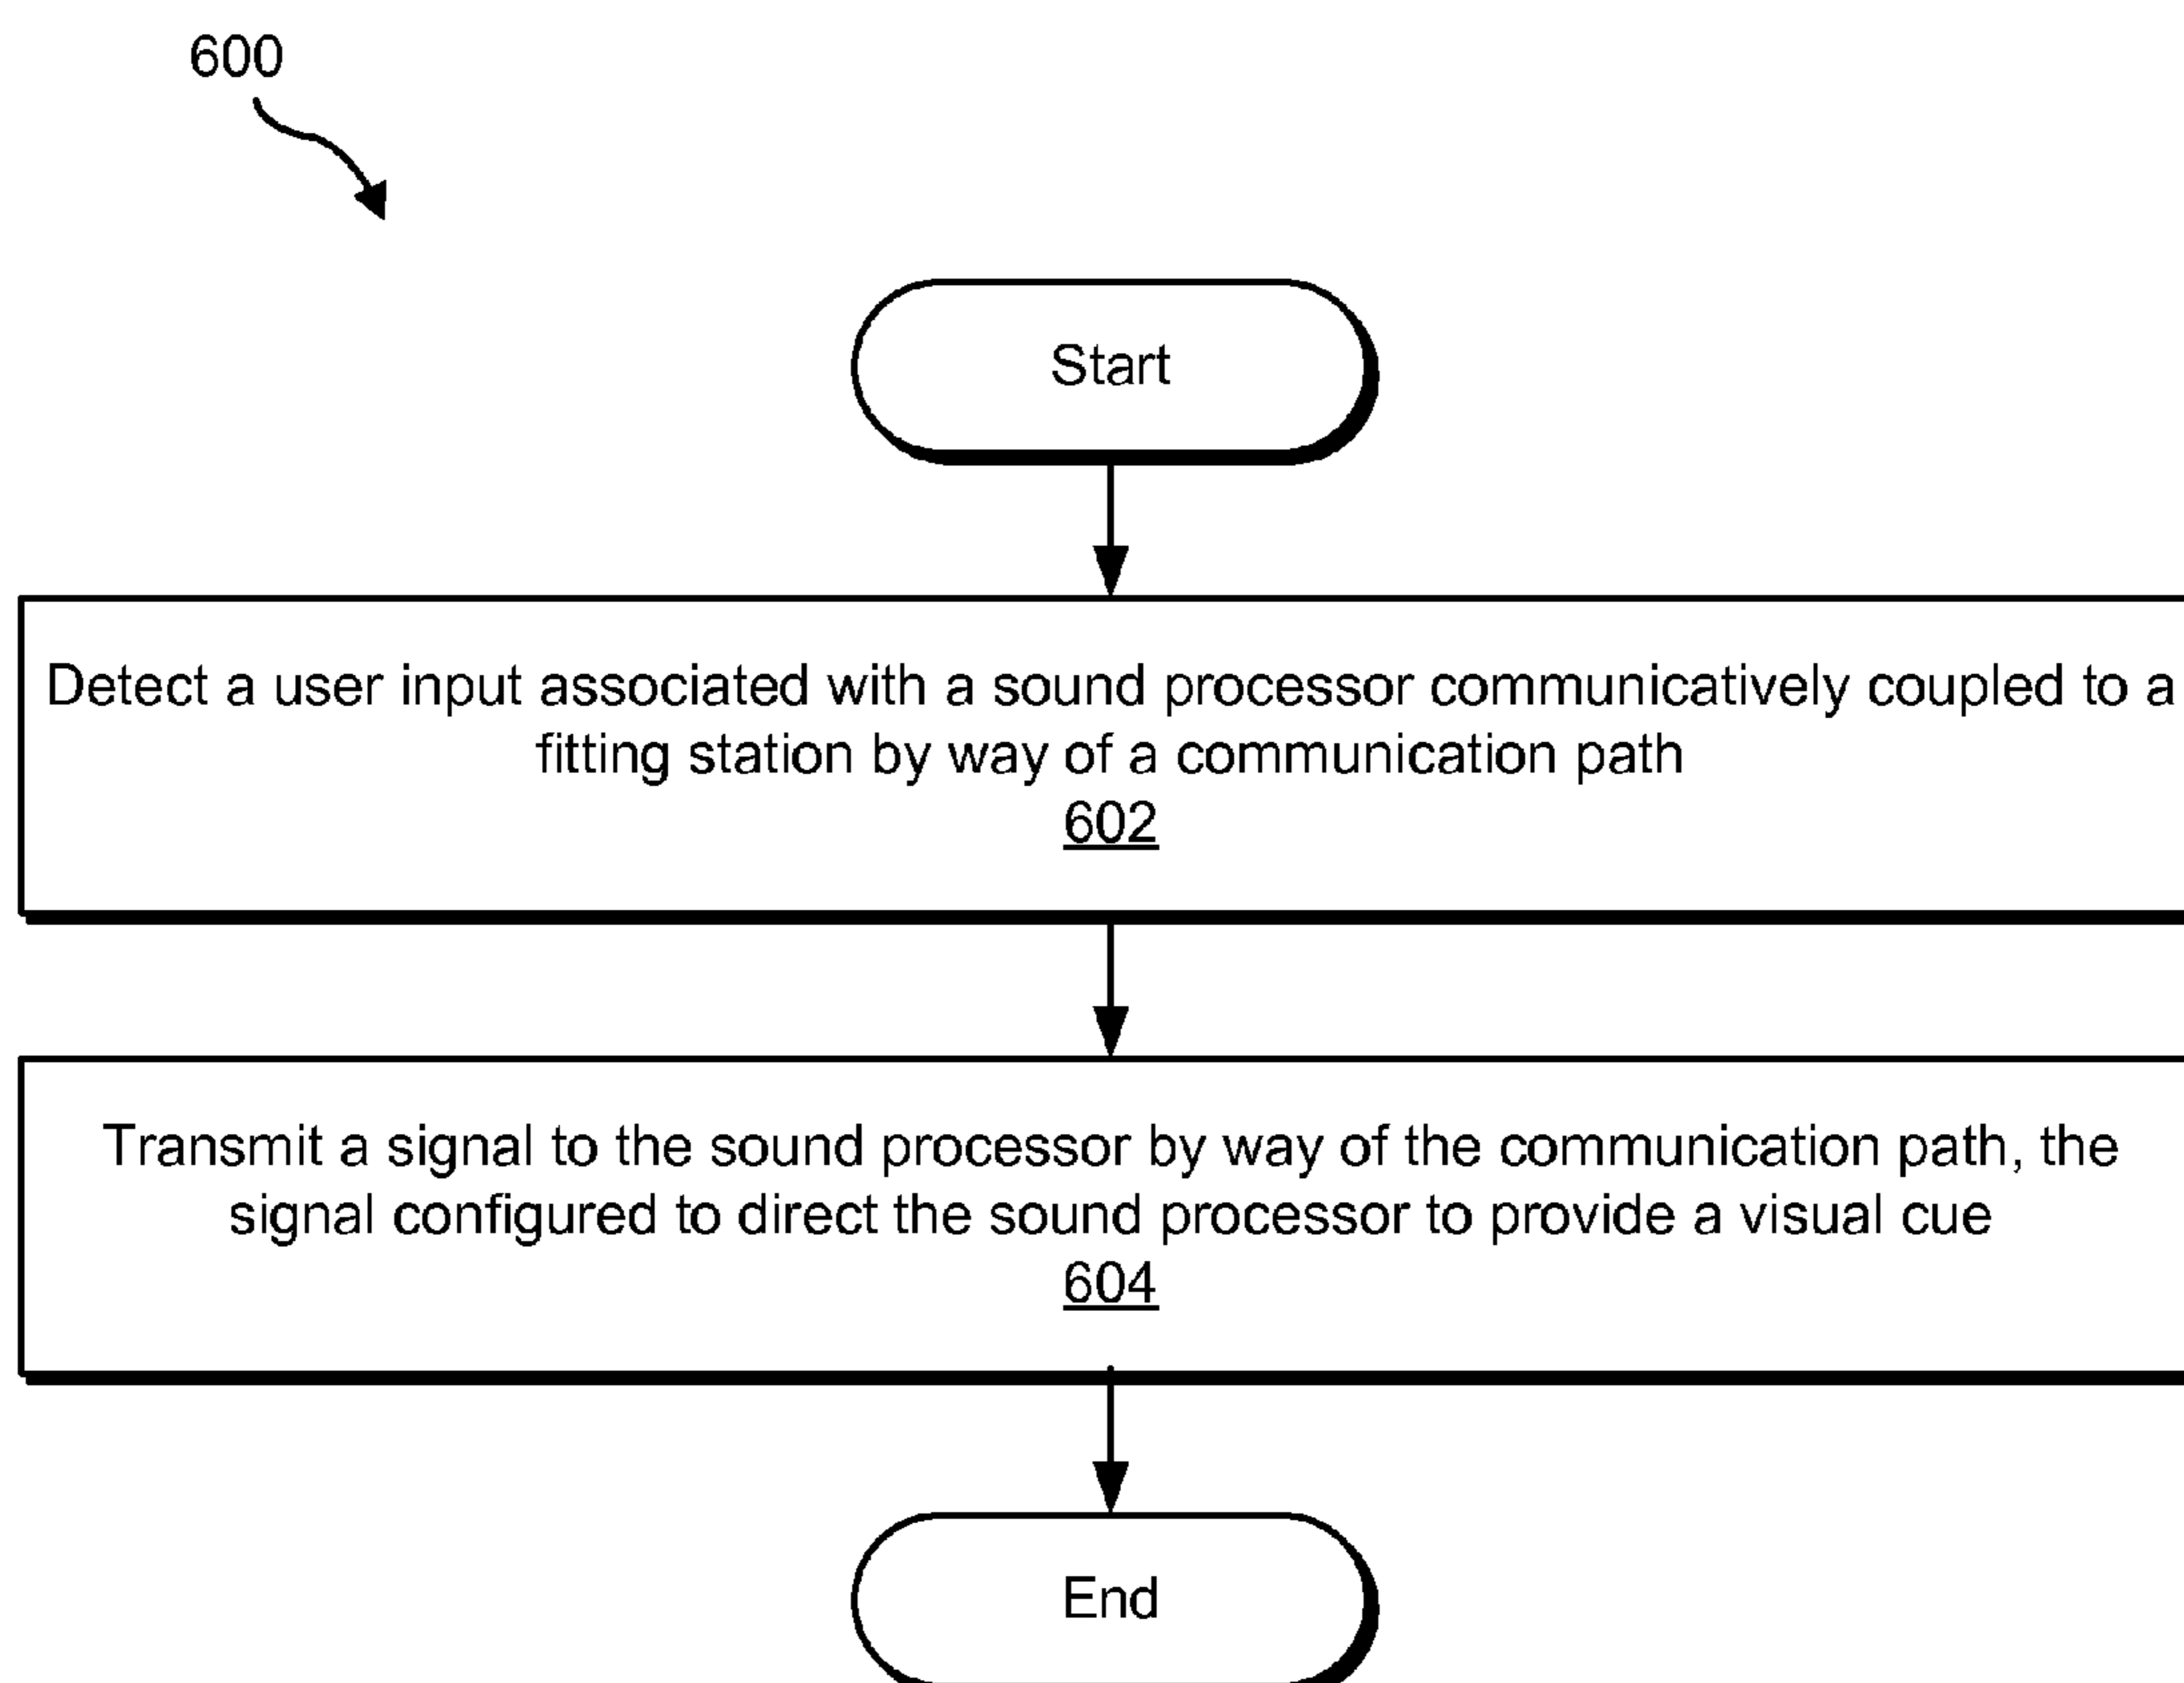 600
Start
Detect a user input associated with a sound processor communicatively coupled to a
fitting station by way of a communication path
602
Transmit a signal to the sound processor by way of the communication path, the
signal configured to direct the sound processor to provide a visual cue
604
End